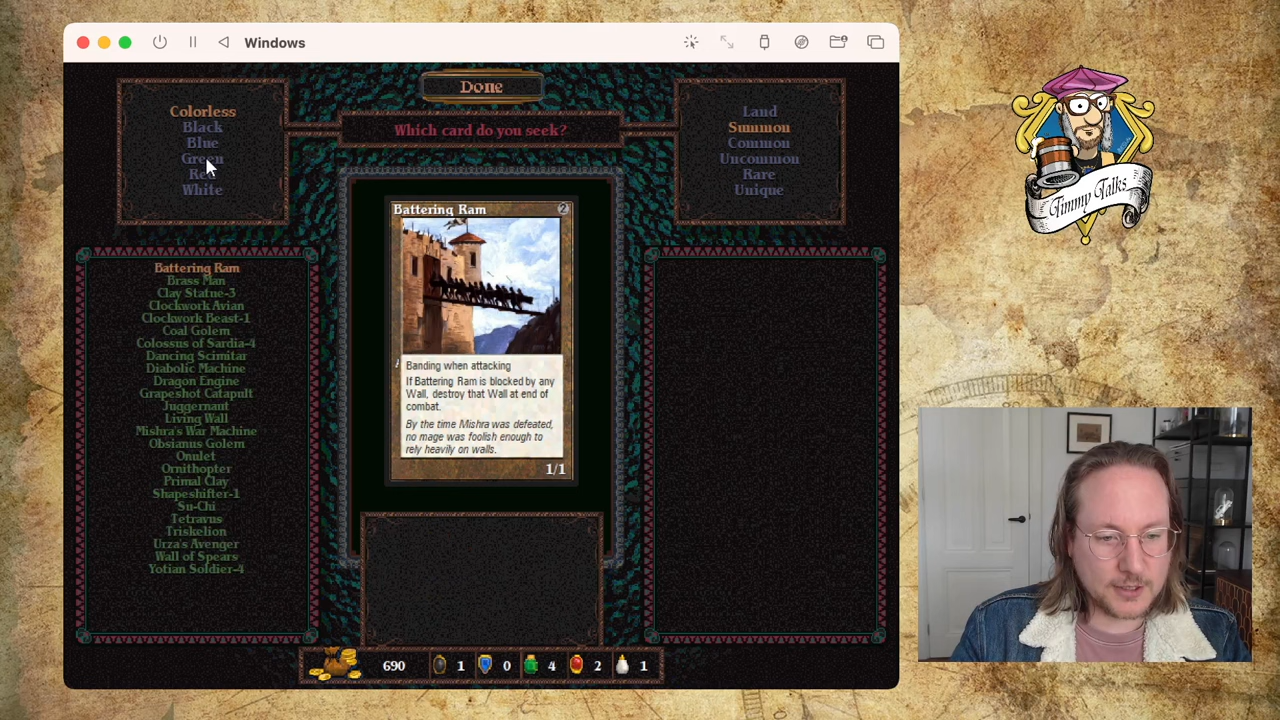 Windows
Done
Which card do you seek?
Colorless
Black
Blue
Green
Red
White
Land
Summon
Common
Uncommon
Rare
Unique
Battering Ram
Brass Man
Clay Statue-3
Clockwork Avian
Clockwork Beast-1
Coal Golem
Colossus of Sardia-4
Dancing Scimitar
Diabolic Machine
Dragon Engine
Grapeshot Catapult
Juggernaut
Living Wall
Mishra's War Machine
Obsianus Golem
Onulet
Ornithopter
Primal Clay
Shapeshifter-1
Su-Chi
Tetravus
Triskelion
Urza's Avenger
Wall of Spears
Yotian Soldier-4
Battering Ram 2
Banding when attacking
If Battering Ram is blocked by any
Wall, destroy that Wall at end of
combat.
By the time Mishra was defeated,
no mage was foolish enough to
rely heavily on walls.
1/1
690 1 0 4 2 1
Timmy Talks